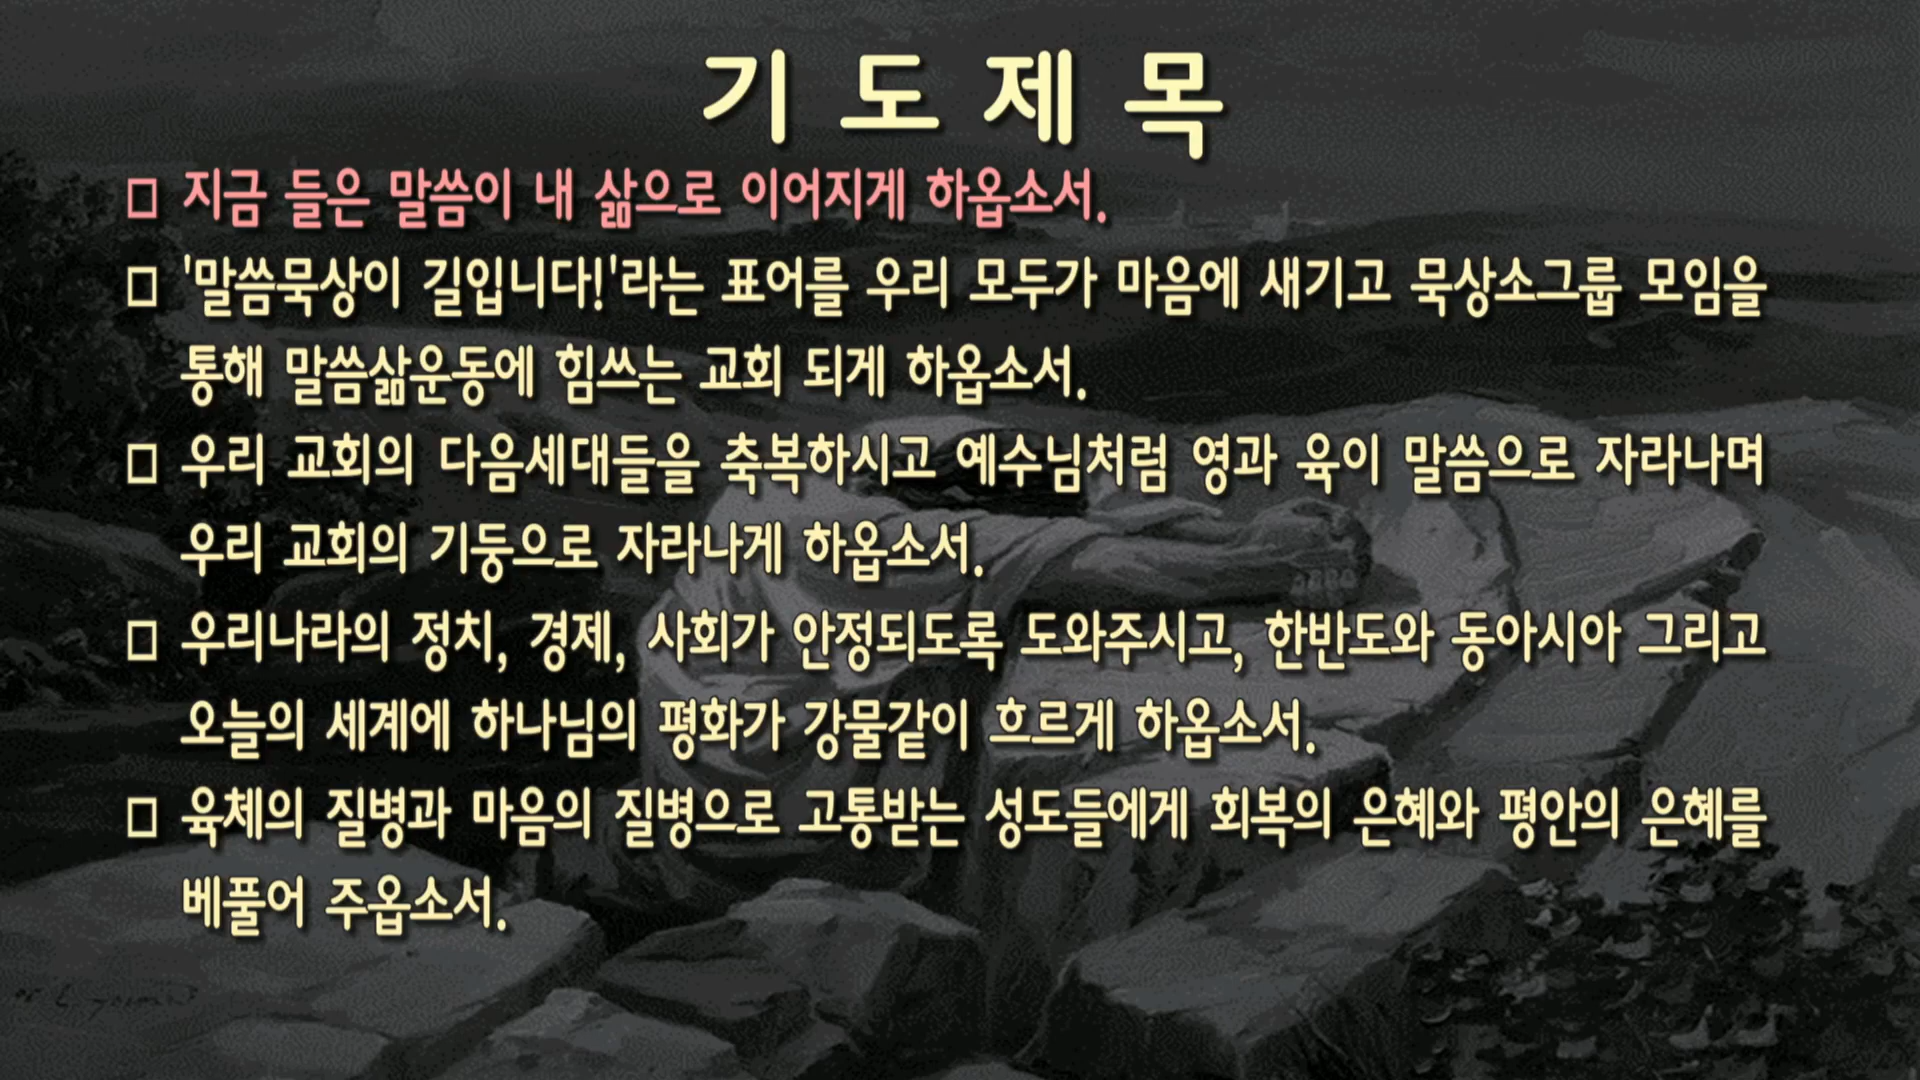 기 도 제 목
□ 지금 들은 말씀이 내 삶으로 이어지게 하옵소서.
□ '말씀묵상이 길입니다!'라는 표어를 우리 모두가 마음에 새기고 묵상소그룹 모임을
통해 말씀삶운동에 힘쓰는 교회 되게 하옵소서.
□ 우리 교회의 다음세대들을 축복하시고 예수님처럼 영과 육이 말씀으로 자라나며
우리 교회의 기둥으로 자라나게 하옵소서.
□ 우리나라의 정치, 경제, 사회가 안정되도록 도와주시고, 한반도와 동아시아 그리고
오늘의 세계에 하나님의 평화가 강물같이 흐르게 하옵소서.
□ 육체의 질병과 마음의 질병으로 고통받는 성도들에게 회복의 은혜와 평안의 은혜를
베풀어 주옵소서.